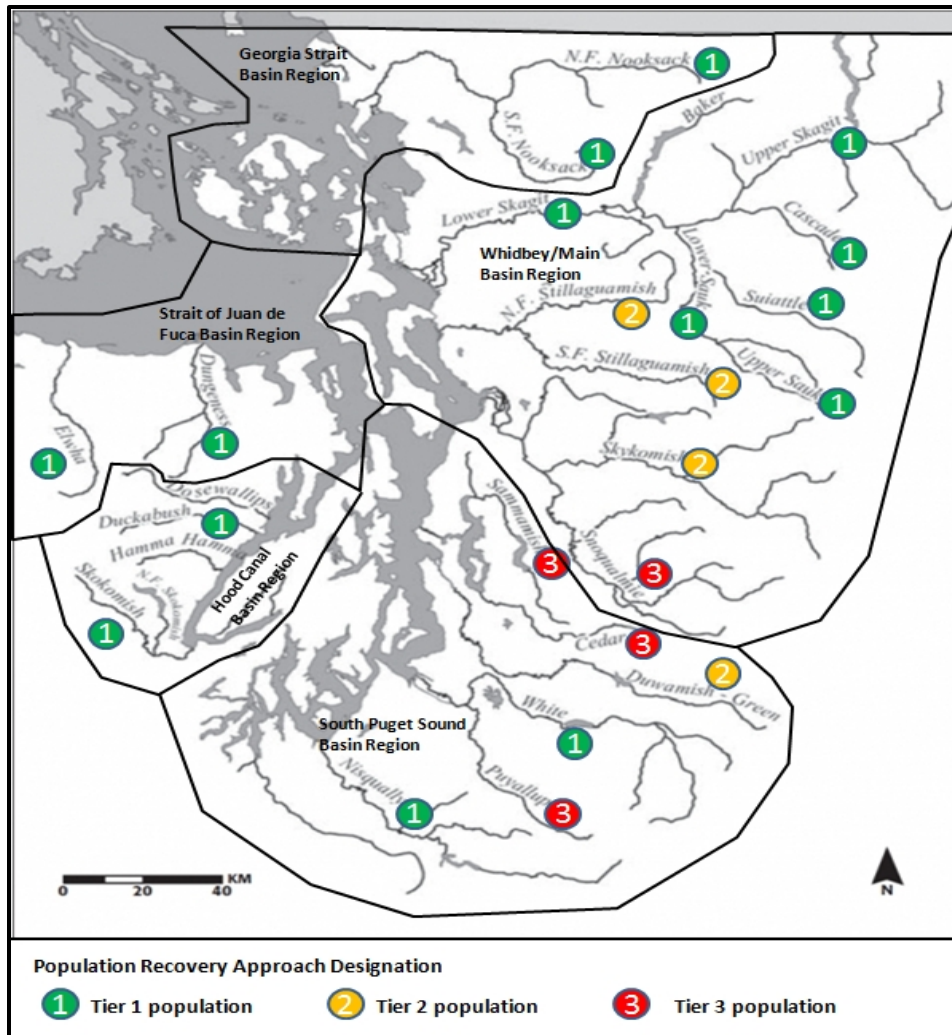 Georgia Strait
Basin Region
N.F. Nooksack
1
S.F. Nooksack
1
Baker
Upper Skagit
1
Lower Skagit
1
Cascade
1
Whidbey/Main
Basin Region
Lower Sauk
1
Suiattle
1
N.F. Stillaguamish
2
Strait of Juan de
Fuca Basin Region
S.F. Stillaguamish
2
Upper Sauk
1
Dungeness
1
Elwha
1
Skykomish
2
Dosewallips
Duckabush
1
Hamma Hamma
Hood Canal
Basin Region
Skokomish
N.F. Skokomish
1
Sammamish
3
Snoqualmie
3
Cedar
3
Duwamish - Green
2
White
1
South Puget Sound
Basin Region
Nisqually
1
Puyallup
3
KM
0 20 40
N
Population Recovery Approach Designation
1 Tier 1 population 2 Tier 2 population 3 Tier 3 population